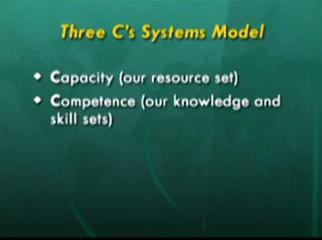 Three C's Systems Model
◆ Capacity (our resource set)
◆ Competence (our knowledge and
skill sets)